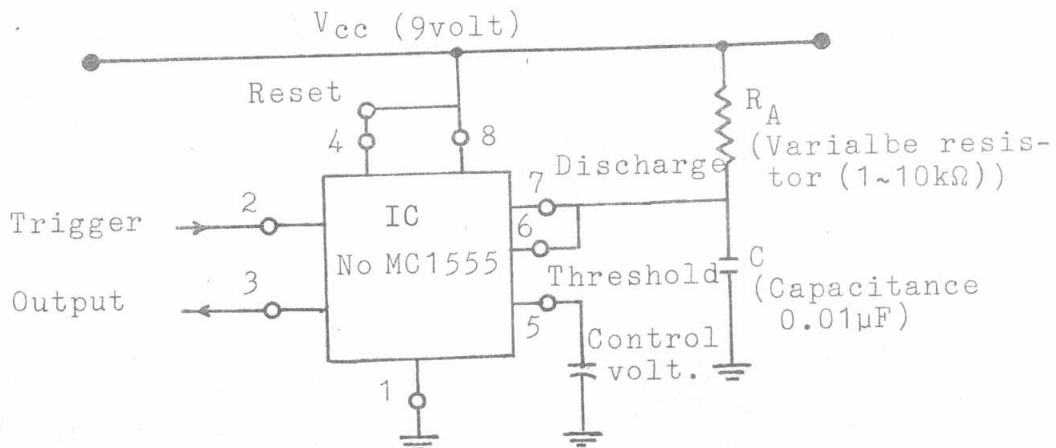 Vcc (9volt)
Reset
4
8
RA
(Varialbe resis-
tor (1~10kΩ))
Discharge
7
6
Trigger
2
IC
No MC1555
Threshold
C
(Capacitance
0.01μF)
Output
3
5
Control
volt.
1